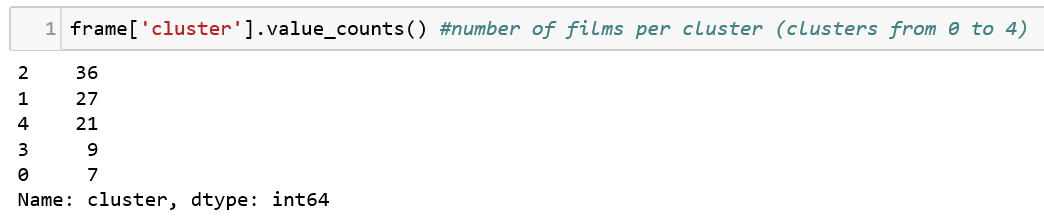 1 frame['cluster'].value_counts() #number of films per cluster (clusters from 0 to 4)
2 36
1 27
4 21
3 9
0 7
Name: cluster, dtype: int64